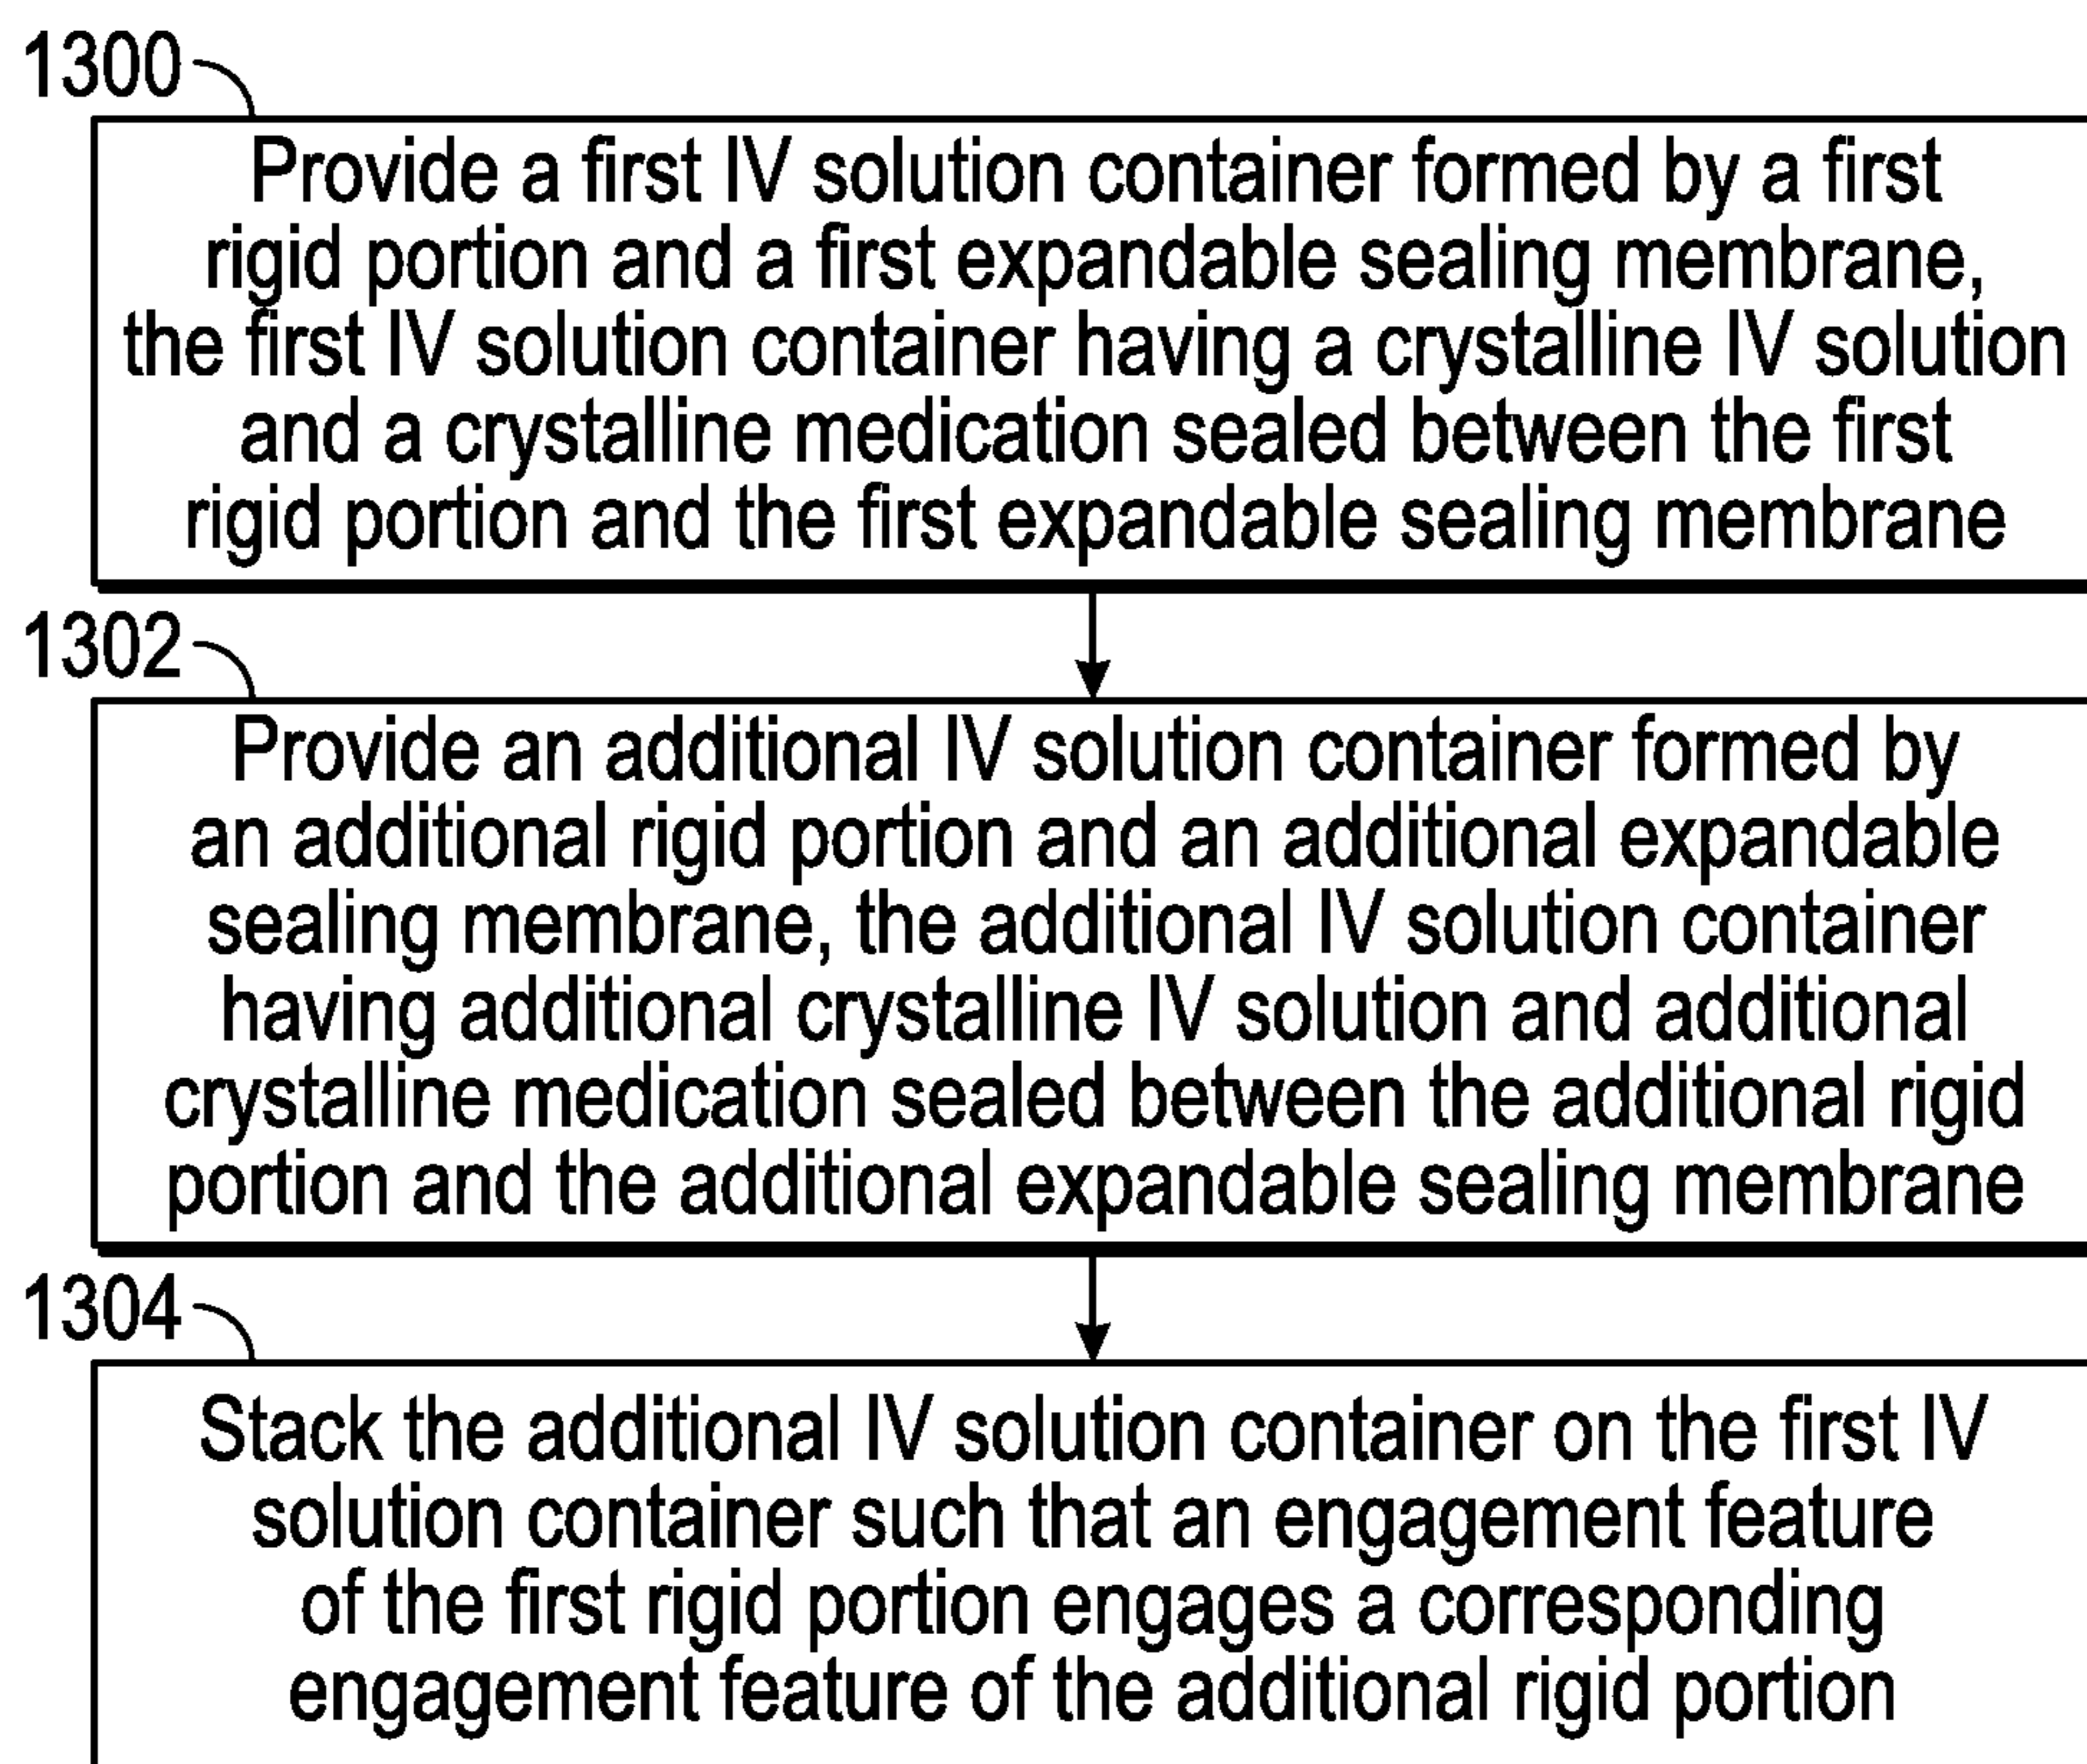 1300
Provide a first IV solution container formed by a first
rigid portion and a first expandable sealing membrane,
the first IV solution container having a crystalline IV solution
and a crystalline medication sealed between the first
rigid portion and the first expandable sealing membrane
1302
Provide an additional IV solution container formed by
an additional rigid portion and an additional expandable
sealing membrane, the additional IV solution container
having additional crystalline IV solution and additional
crystalline medication sealed between the additional rigid
portion and the additional expandable sealing membrane
1304
Stack the additional IV solution container on the first IV
solution container such that an engagement feature
of the first rigid portion engages a corresponding
engagement feature of the additional rigid portion